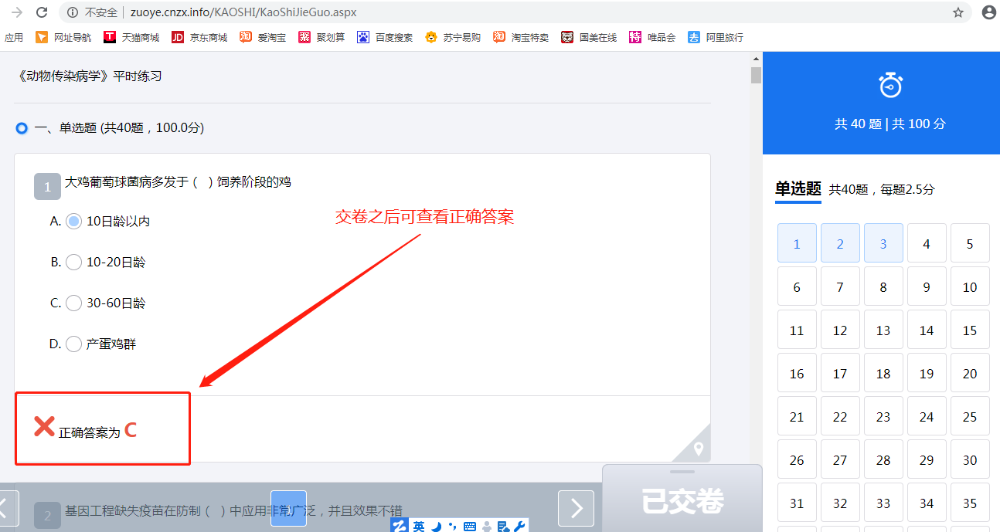 不安全 | zuoye.cnzx.info/KAOSHI/KaoShiJieGuo.aspx
应用 网址导航 天猫商城 京东商城 爱淘宝 聚划算 百度搜索 苏宁易购 淘宝特卖 国美在线 唯品会 阿里旅行
《动物传染病学》平时练习
一、单选题 (共40题，100.0分)
1 大鸡葡萄球菌病多发于（ ）饲养阶段的鸡
A. 10日龄以内
B. 10-20日龄
C. 30-60日龄
D. 产蛋鸡群
交卷之后可查看正确答案
正确答案为 C
2 基因工程缺失疫苗在防制（ ）中应用非常广泛，并且效果不错
1
已交卷
英
共 40 题 | 共 100 分
单选题 共40题，每题2.5分
1 2 3 4 5
6 7 8 9 10
11 12 13 14 15
16 17 18 19 20
21 22 23 24 25
26 27 28 29 30
31 32 33 34 35